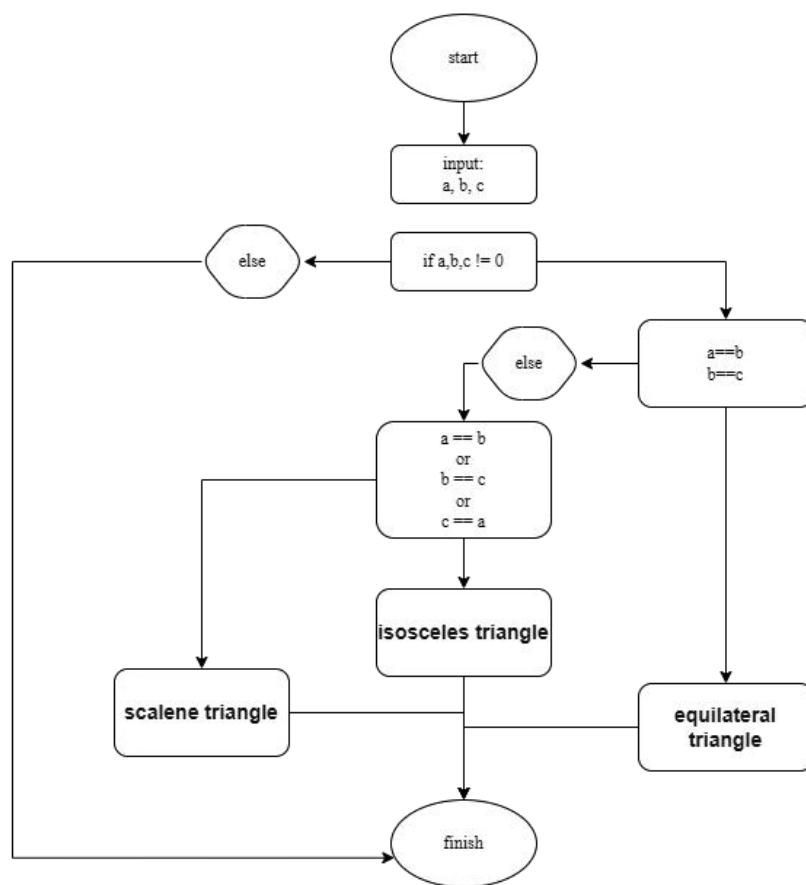 start
input:
a, b, c
else
if a,b,c != 0
a==b
b==c
else
a == b
or
b == c
or
c == a
isosceles triangle
scalene triangle
equilateral
triangle
finish